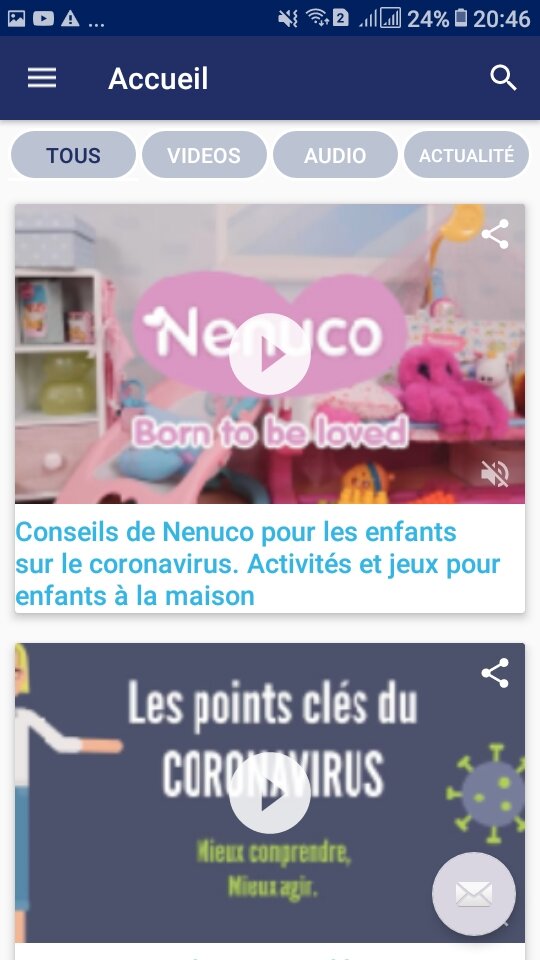 ... 2 24% 20:46
Accueil
TOUS VIDEOS AUDIO ACTUALITÉ
Nenuco
Born to be loved
Conseils de Nenuco pour les enfants
sur le coronavirus. Activités et jeux pour
enfants à la maison
Les points clés du
CORONAVIRUS
Mieux conprendre,
Mieux agir.